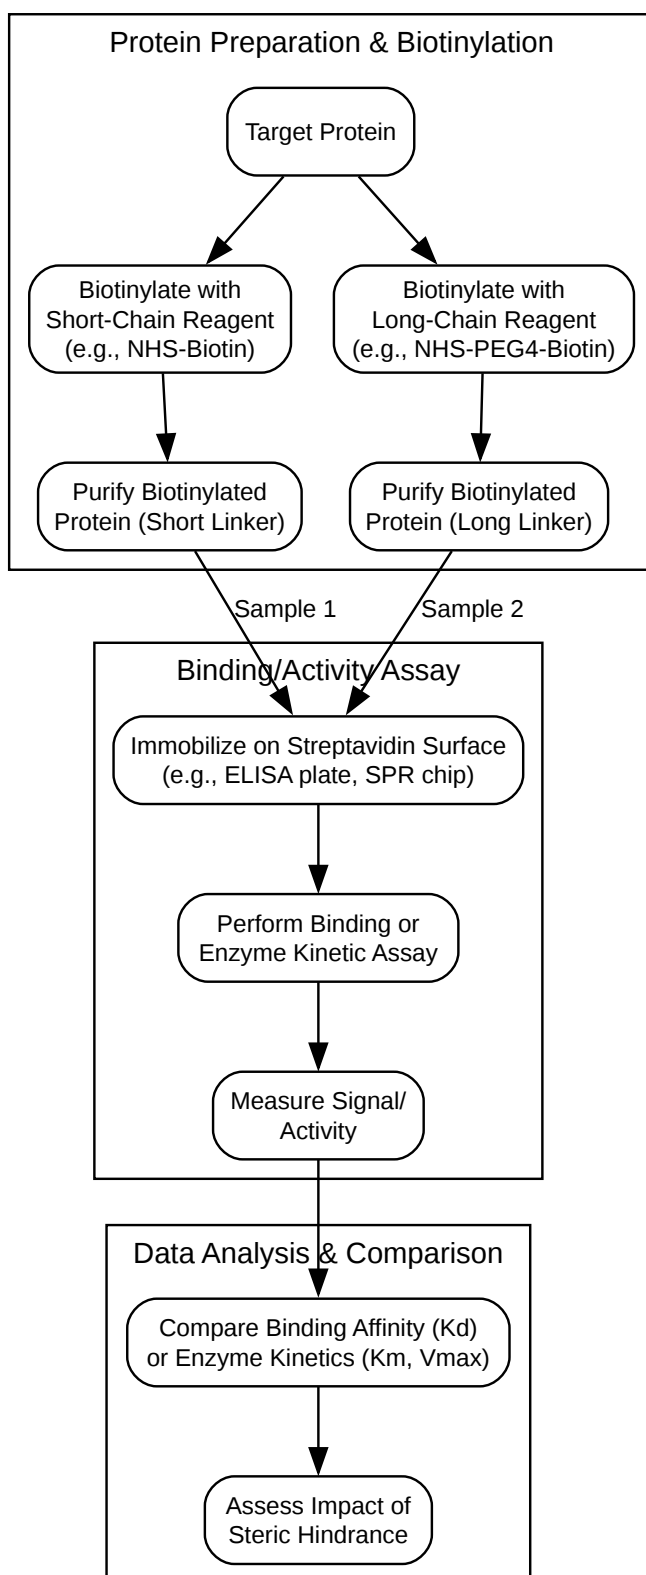 Protein Preparation & Biotinylation
Target Protein
Biotinylate with
Short-Chain Reagent
(e.g., NHS-Biotin)
Biotinylate with
Long-Chain Reagent
(e.g., NHS-PEG4-Biotin)
Purify Biotinylated
Protein (Short Linker)
Purify Biotinylated
Protein (Long Linker)
Sample 1
Sample 2
Binding/Activity Assay
Immobilize on Streptavidin Surface
(e.g., ELISA plate, SPR chip)
Perform Binding or
Enzyme Kinetic Assay
Measure Signal/
Activity
Data Analysis & Comparison
Compare Binding Affinity (Kd)
or Enzyme Kinetics (Km, Vmax)
Assess Impact of
Steric Hindrance